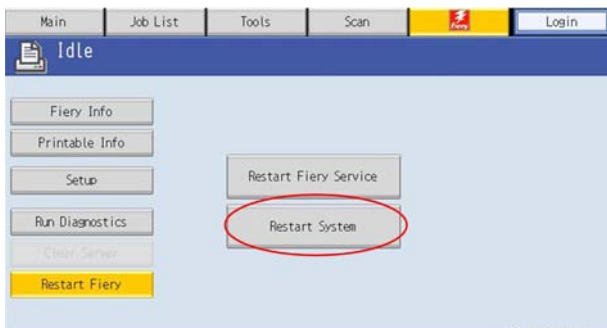 Main
Job List
Tools
Scan
Fiery
Login
Idle
Fiery Info
Printable Info
Setup
Restart Fiery Service
Run Diagnostics
Restart System
Clear Server
Restart Fiery